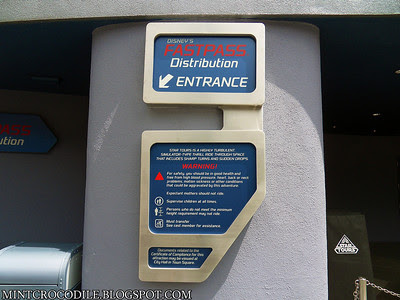 DISNEY'S
FASTPASS
Distribution
ENTRANCE
STAR TOURS IS A HIGHLY TURBULENT
SIMULATOR-TYPE THRILL RIDE THROUGH SPACE
THAT INCLUDES SHARP TURNS AND SUDDEN DROPS.
WARNING!
For safety, you should be in good health and
free from high blood pressure, heart, back or neck
problems, motion sickness or other conditions
that could be aggravated by this adventure.
Expectant mothers should not ride.
Supervise children at all times.
Persons who do not meet the minimum
height requirement may not ride.
Must transfer
See cast member for assistance.
Documents related to the
Certificate of Compliance for this
attraction may be issued at
City Hall in Town Square.
STAR
TOURS
MINTCROCODILE.BLOGSPOT.COM